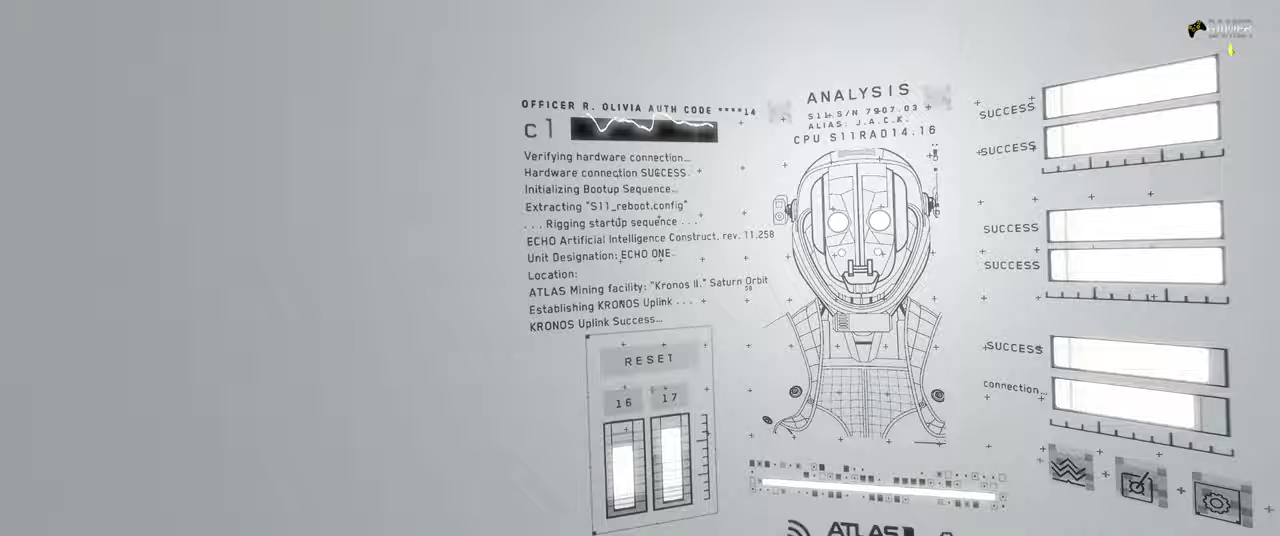 GAMER
OFFICER R. OLIVIA AUTH CODE ****14
c1
Verifying hardware connection...
Hardware connection SUCCESS.
Initializing Bootup Sequence...
Extracting "S11_reboot.config"
. . . Rigging startup sequence . . .
ECHO Artificial Intelligence Construct. rev. 11.258
Unit Designation: ECHO ONE.
Location:
ATLAS Mining facility: "Kronos II." Saturn Orbit
Establishing KRONOS Uplink . . .
KRONOS Uplink Success...
RESET
16 17
ANALYSIS
S11. S/N 7907.03
ALIAS: J.A.C.K.
CPU S11RAD14.16
SUCCESS
SUCCESS
SUCCESS
SUCCESS
SUCCESS
connection...
ATLAS